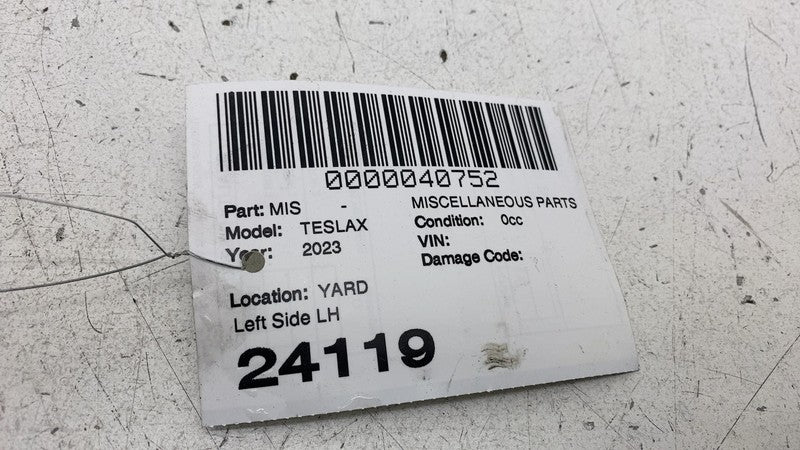 0000040752
Part: MIS - MISCELLANEOUS PARTS
Model: TESLAX Condition: 0cc
Year: 2023 VIN:
Damage Code:
Location: YARD
Left Side LH
24119